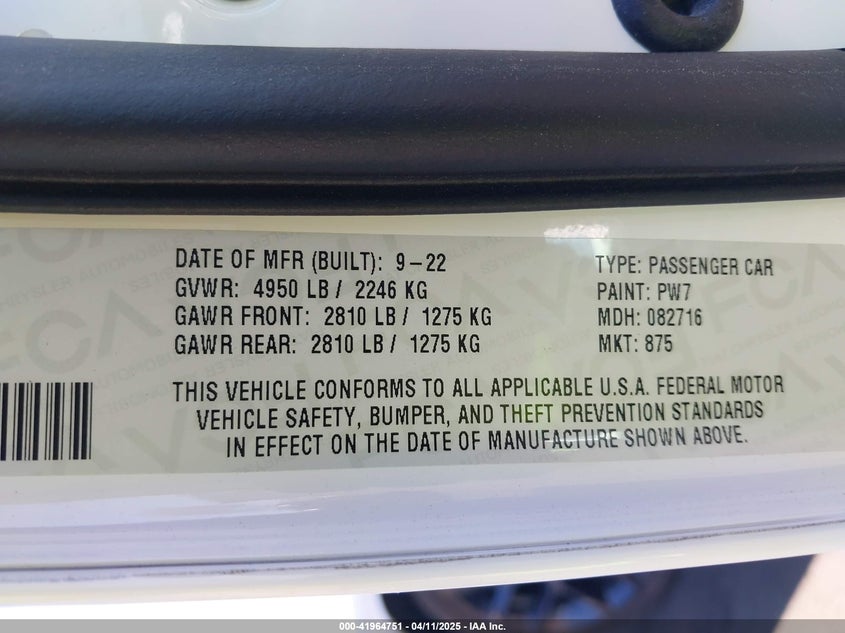 DATE OF MFR (BUILT): 9-22
GVWR: 4950 LB / 2246 KG
GAWR FRONT: 2810 LB / 1275 KG
GAWR REAR: 2810 LB / 1275 KG
TYPE: PASSENGER CAR
PAINT: PW7
MDH: 082716
MKT: 875
THIS VEHICLE CONFORMS TO ALL APPLICABLE U.S.A. FEDERAL MOTOR
VEHICLE SAFETY, BUMPER, AND THEFT PREVENTION STANDARDS
IN EFFECT ON THE DATE OF MANUFACTURE SHOWN ABOVE.
000-41964751 - 04/11/2025 - IAA Inc.